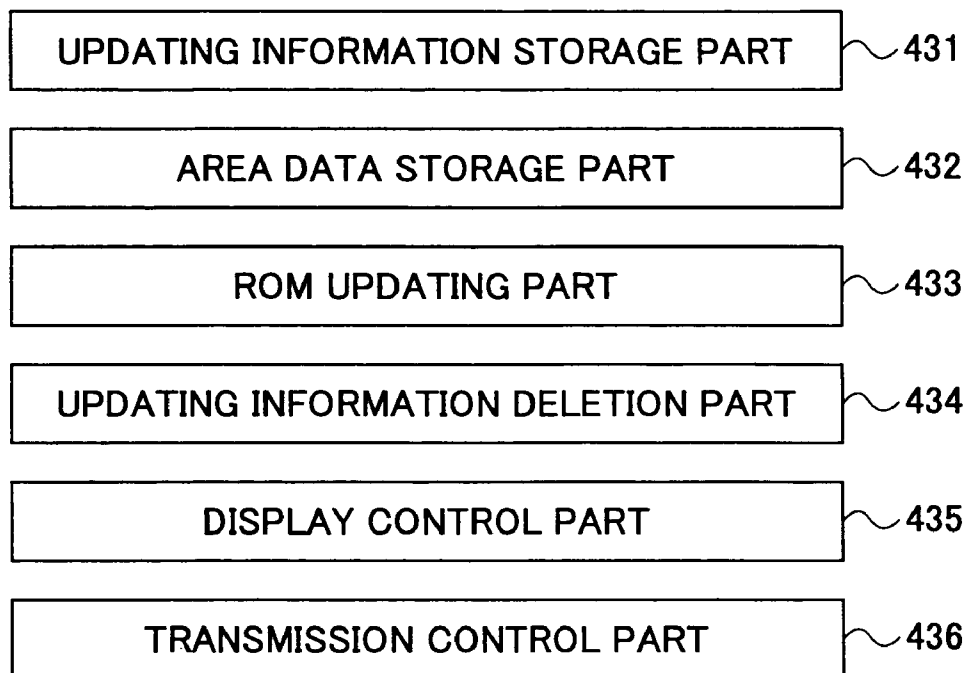 UPDATING INFORMATION STORAGE PART 431
AREA DATA STORAGE PART 432
ROM UPDATING PART 433
UPDATING INFORMATION DELETION PART 434
DISPLAY CONTROL PART 435
TRANSMISSION CONTROL PART 436